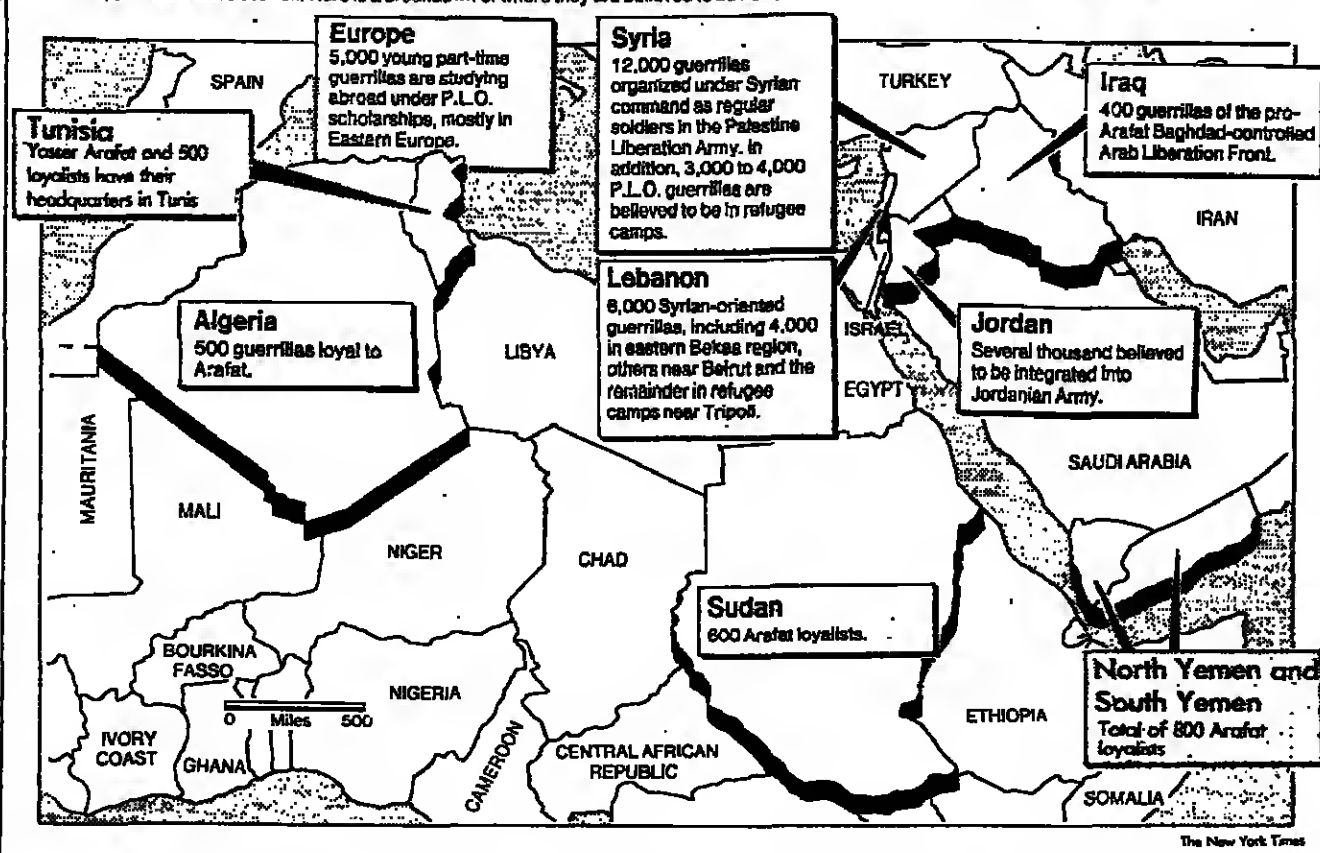 Europe
5,000 young part-time
guerrillas are studying
abroad under P.L.O.
scholarships, mostly in
Eastern Europe.
Syria
12,000 guerrillas
organized under Syrian
command as regular
soldiers in the Palestine
Liberation Army. In
addition, 3,000 to 4,000
P.L.O. guerrillas are
believed to be in refugee
camps.
Iraq
400 guerrillas of the pro-
Arafat Baghdad-controlled
Arab Liberation Front.
Tunisia
Yasser Arafat and 500
loyalists have their
headquarters in Tunis
SPAIN
TURKEY
IRAN
Lebanon
6,000 Syrian-oriented
guerrillas, including 4,000
in eastern Bekaa region,
others near Beirut and the
remainder in refugee
camps near Tripoli.
Algeria
500 guerrillas loyal to
Arafat.
LIBYA
ISRAEL
EGYPT
Jordan
Several thousand believed
to be integrated into
Jordanian Army.
SAUDI ARABIA
MAURITANIA
MALI
NIGER
CHAD
Sudan
600 Arafat loyalists.
BOURKINA
FASSO
NIGERIA
0 Miles 500
IVORY
COAST
GHANA
CAMEROON
CENTRAL AFRICAN
REPUBLIC
ETHIOPIA
North Yemen and
South Yemen
Total of 800 Arafat
loyalists
SOMALIA
The New York Times